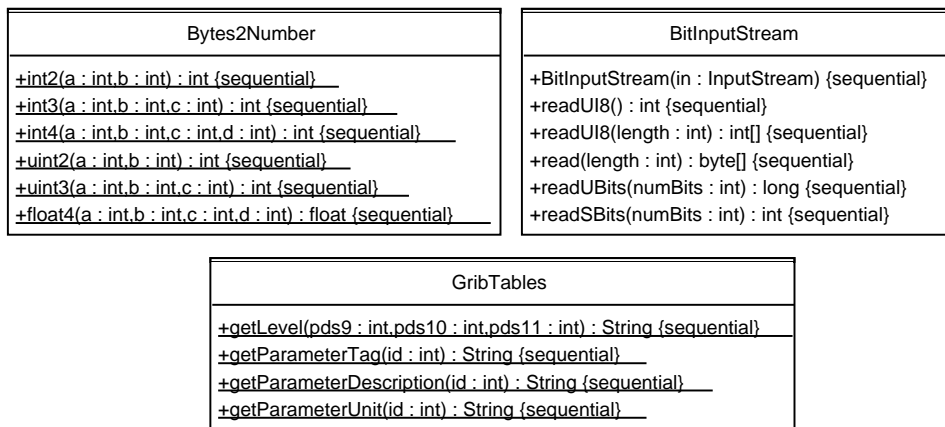 Bytes2Number
+int2(a : int,b : int) : int {sequential}
+int3(a : int,b : int,c : int) : int {sequential}
+int4(a : int,b : int,c : int,d : int) : int {sequential}
+uint2(a : int,b : int) : int {sequential}
+uint3(a : int,b : int,c : int) : int {sequential}
+float4(a : int,b : int,c : int,d : int) : float {sequential}
BitInputStream
+BitInputStream(in : InputStream) {sequential}
+readUI8() : int {sequential}
+readUI8(length : int) : int[] {sequential}
+read(length : int) : byte[] {sequential}
+readUBits(numBits : int) : long {sequential}
+readSBits(numBits : int) : int {sequential}
GribTables
+getLevel(pds9 : int,pds10 : int,pds11 : int) : String {sequential}
+getParameterTag(id : int) : String {sequential}
+getParameterDescription(id : int) : String {sequential}
+getParameterUnit(id : int) : String {sequential}